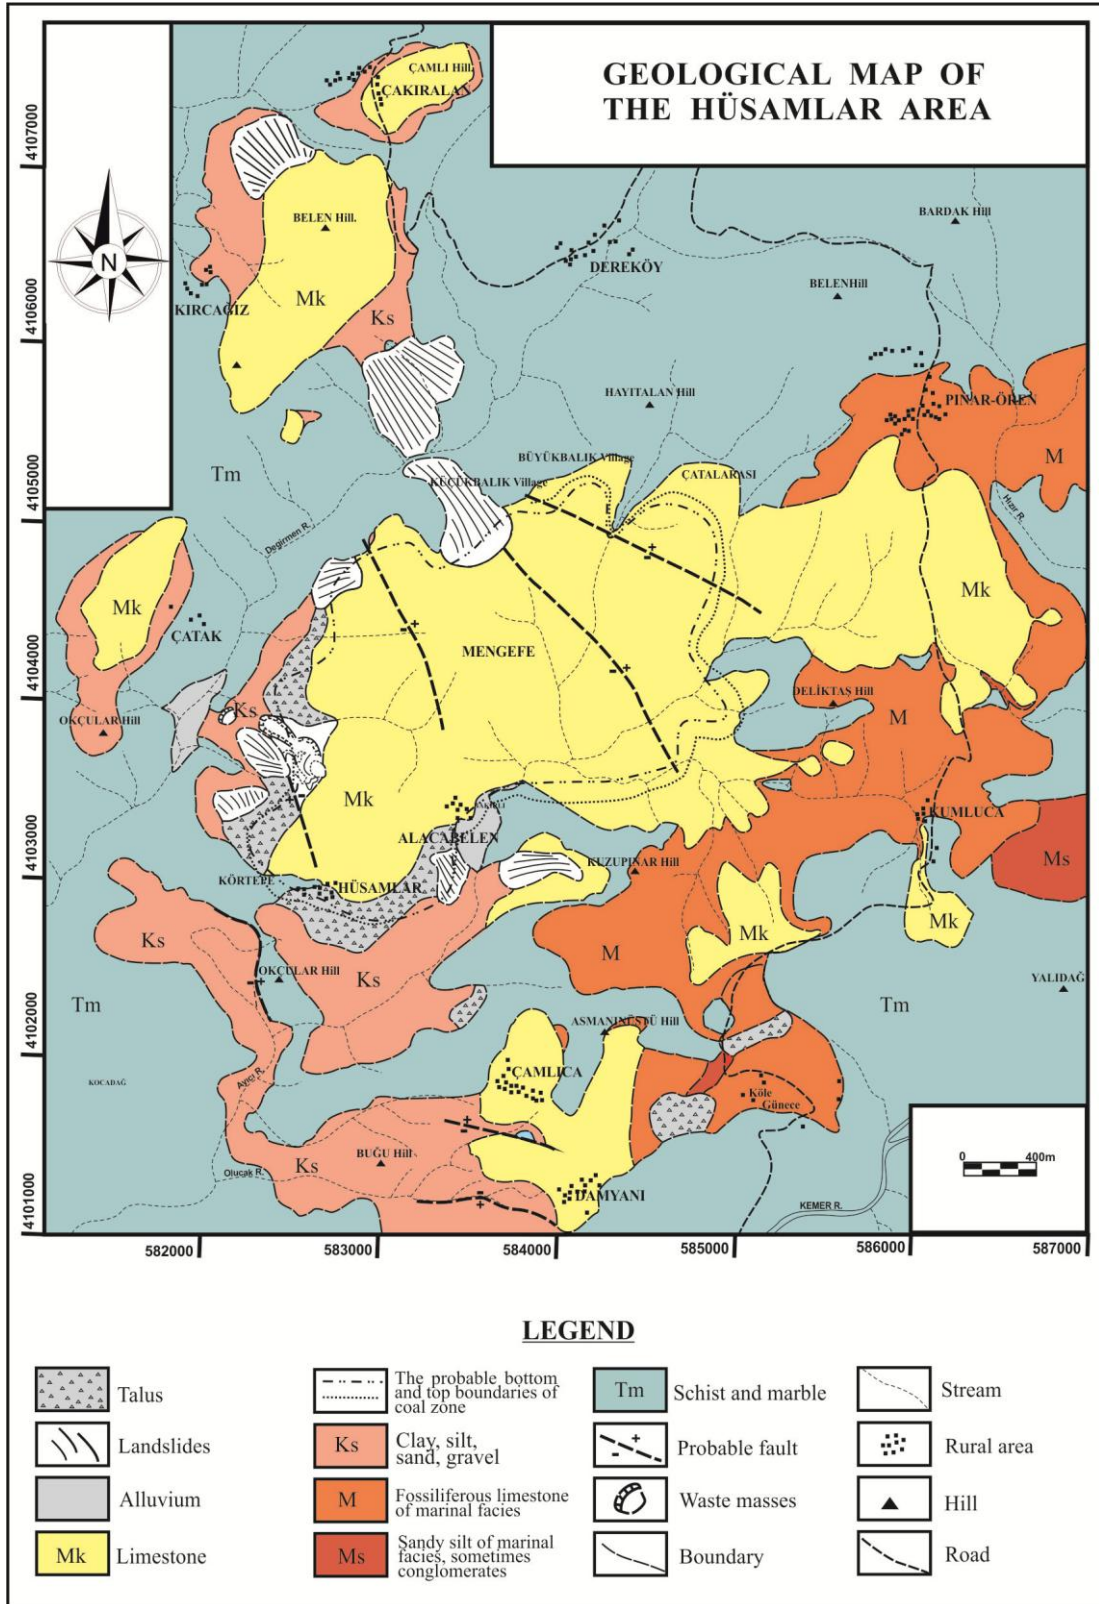 GEOLOGICAL MAP OF
THE HÜSAMLAR AREA
ÇAMLI Hill.
ÇAKIRALAN
4107000
BELEN Hill.
BARDAK Hill
N
DEREKÖY
BELENHill
KIRCAĞIZ
Mk
Ks
4106000
HAYITALAN Hill
PINAR-ÖREN
BÜYÜKBALIK Village
M
Tm
KÜÇÜKBALIK Village
ÇATALARASI
4105000
Hızır R.
Degirmen R.
Mk
Mk
ÇATAK
MENGEFE
4104000
DELİKTAŞ Hill
Ks
OKÇULAR Hill
M
Mk
ALACABELEN
KUMLUCA
4103000
Ms
KUZUPINAR Hill
KÖRTEPE
HÜSAMLAR
Mk
Mk
Ks
M
OKÇULAR Hill
Ks
YALIDAĞ
Tm
Tm
4102000
ASMANINÜSTÜ Hill
ÇAMLICA
KOCADAĞ
Avcı R.
Köle
Günece
BUĞU Hill
Ks
Olucak R.
0 400m
DAMYANI
KEMER R.
4101000
582000
583000
584000
585000
586000
587000
LEGEND
Talus
Landslides
Alluvium
Mk
Limestone
The probable bottom
and top boundaries of
coal zone
Ks
Clay, silt,
sand, gravel
M
Fossiliferous limestone
of marinal facies
Ms
Sandy silt of marinal
facies, sometimes
conglomerates
Tm
Schist and marble
Probable fault
Waste masses
Boundary
Stream
Rural area
Hill
Road